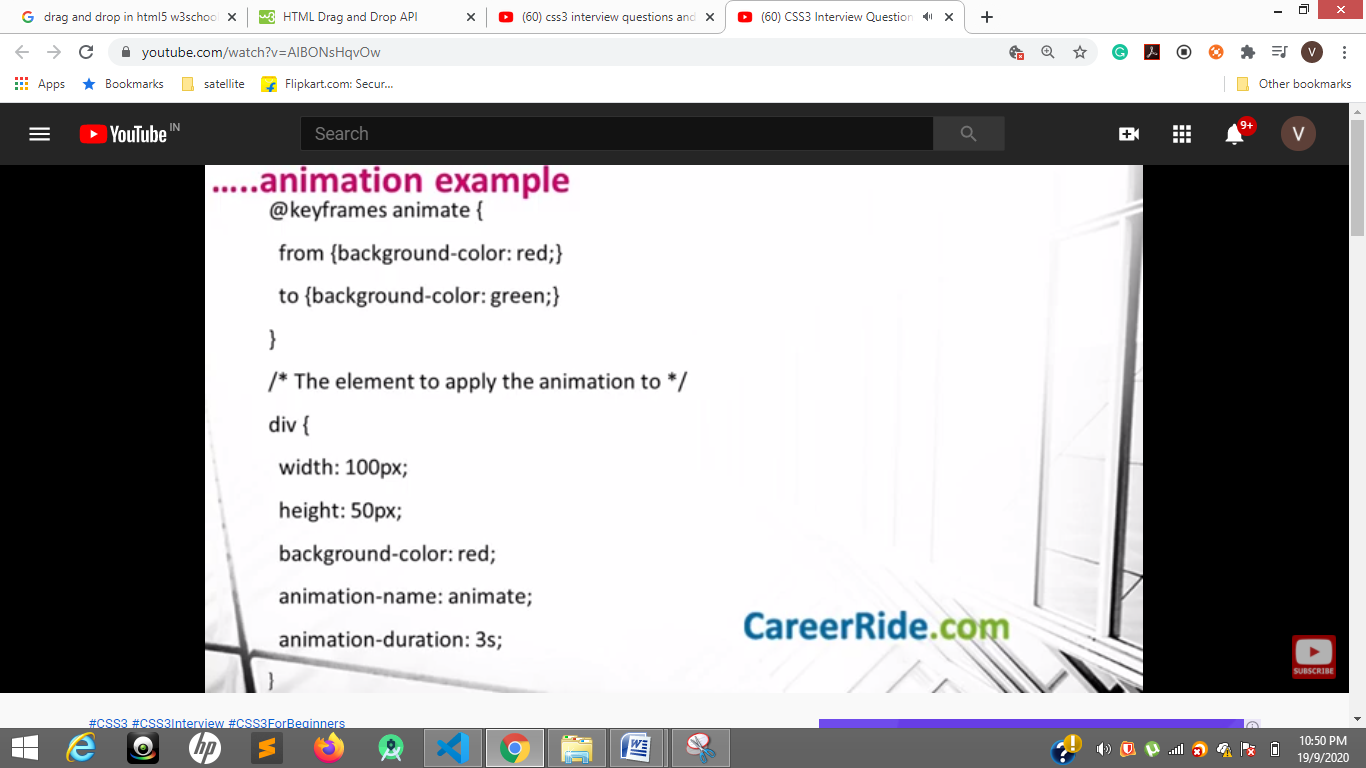 drag and drop in html5 w3schoo
HTML Drag and Drop API
(60) css3 interview questions and
(60) CSS3 Interview Question
youtube.com/watch?v=AIBONsHqvOw
V
Apps
Bookmarks
satellite
Flipkart.com: Secur...
Other bookmarks
YouTube IN
Search
9+
V
.....animation example
@keyframes animate {
from {background-color: red;}
to {background-color: green;}
}
/* The element to apply the animation to */
div {
width: 100px;
height: 50px;
background-color: red;
animation-name: animate;
animation-duration: 3s;
}
CareerRide.com
SUBSCRIBE
#CSS3 #CSS3Interview #CSS3ForBeginners
10:50 PM
19/9/2020